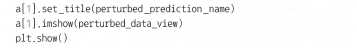 a[1].set_title(perturbed_prediction_name)
a[1].imshow(perturbed_data_view)
plt.show()